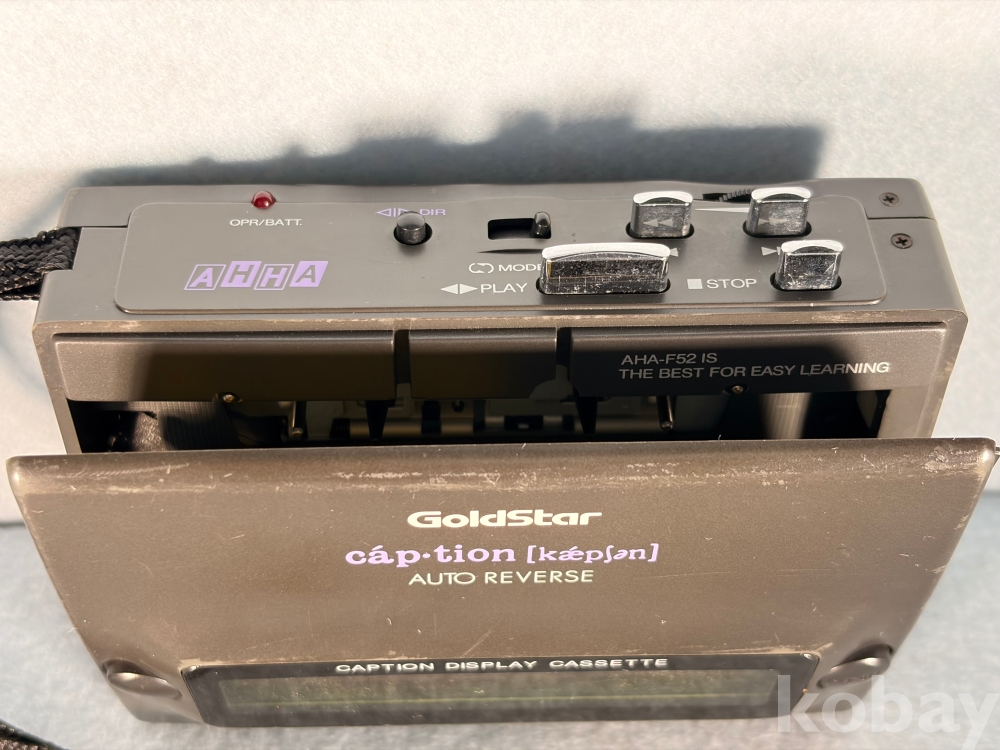 OPR/BATT.
◁|▷ DIR
AHHA
MODE
◀▶PLAY
■ STOP
AHA-F52 IS
THE BEST FOR EASY LEARNING
GoldStar
cáp·tion [kǽpʃən]
AUTO REVERSE
CAPTION DISPLAY CASSETTE
kobay